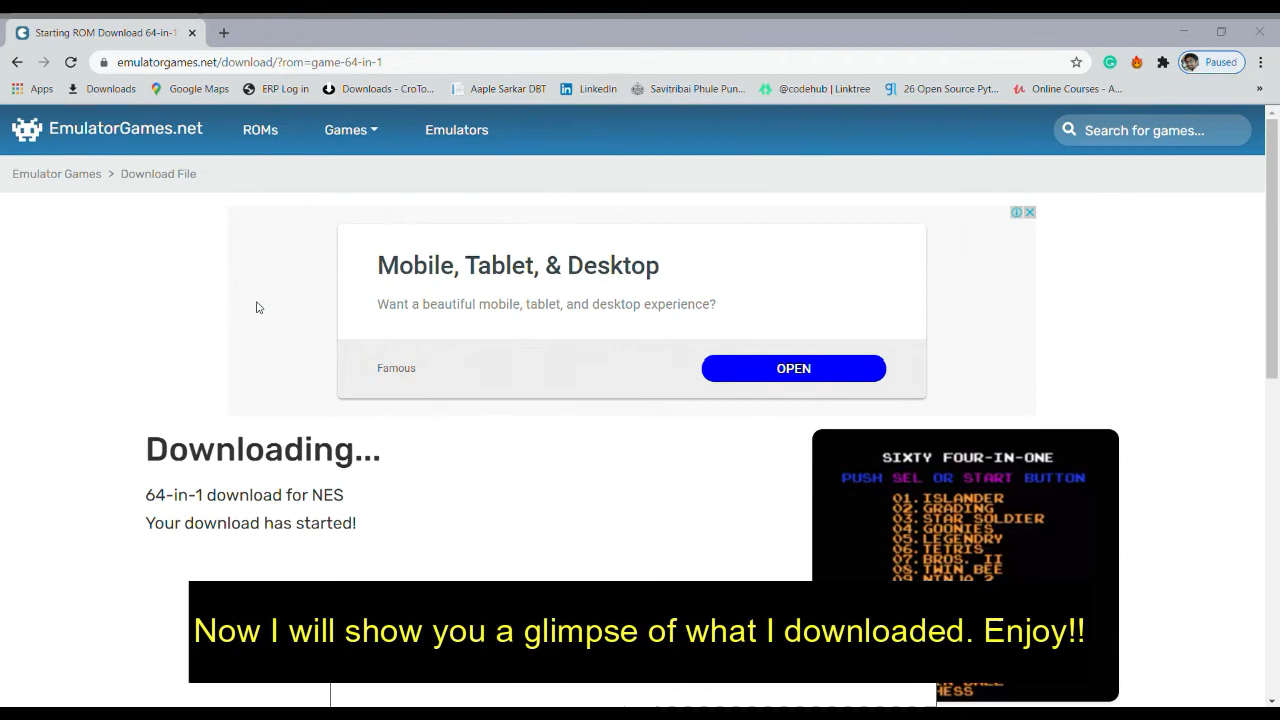 Starting ROM Download 64-in-1
emulatorgames.net/download/?rom=game-64-in-1
Paused
Apps
Downloads
Google Maps
ERP Log in
Downloads - CroTo...
Aaple Sarkar DBT
LinkedIn
Savitribai Phule Pun...
@codehub | Linktree
26 Open Source Pyt...
Online Courses - A...
EmulatorGames.net
ROMs
Games
Emulators
Search for games...
Emulator Games > Download File
Mobile, Tablet, & Desktop
Want a beautiful mobile, tablet, and desktop experience?
Famous
OPEN
Downloading...
64-in-1 download for NES
Your download has started!
SIXTY FOUR-IN-ONE
PUSH SEL OR START BUTTON
01.ISLANDER
02.GRADING
03.STAR SOLDIER
04.GOONIES
05.LEGENDRY
06.TETRIS
07.BROS. II
08.TWIN BEE
09.NINJA 2
Now I will show you a glimpse of what I downloaded. Enjoy!!